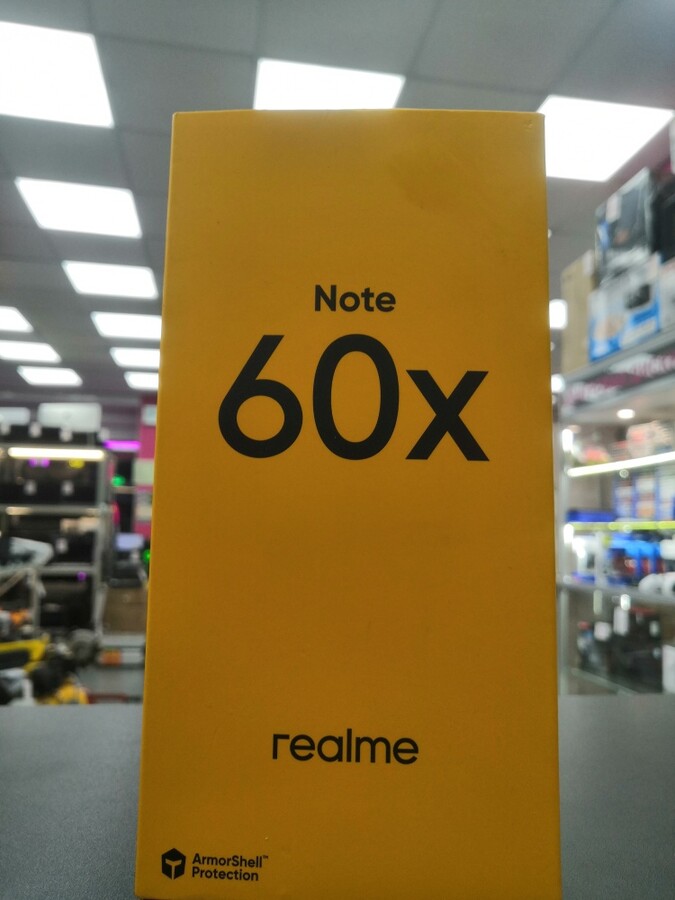 Note
60x
realme
ArmorShell™
Protection